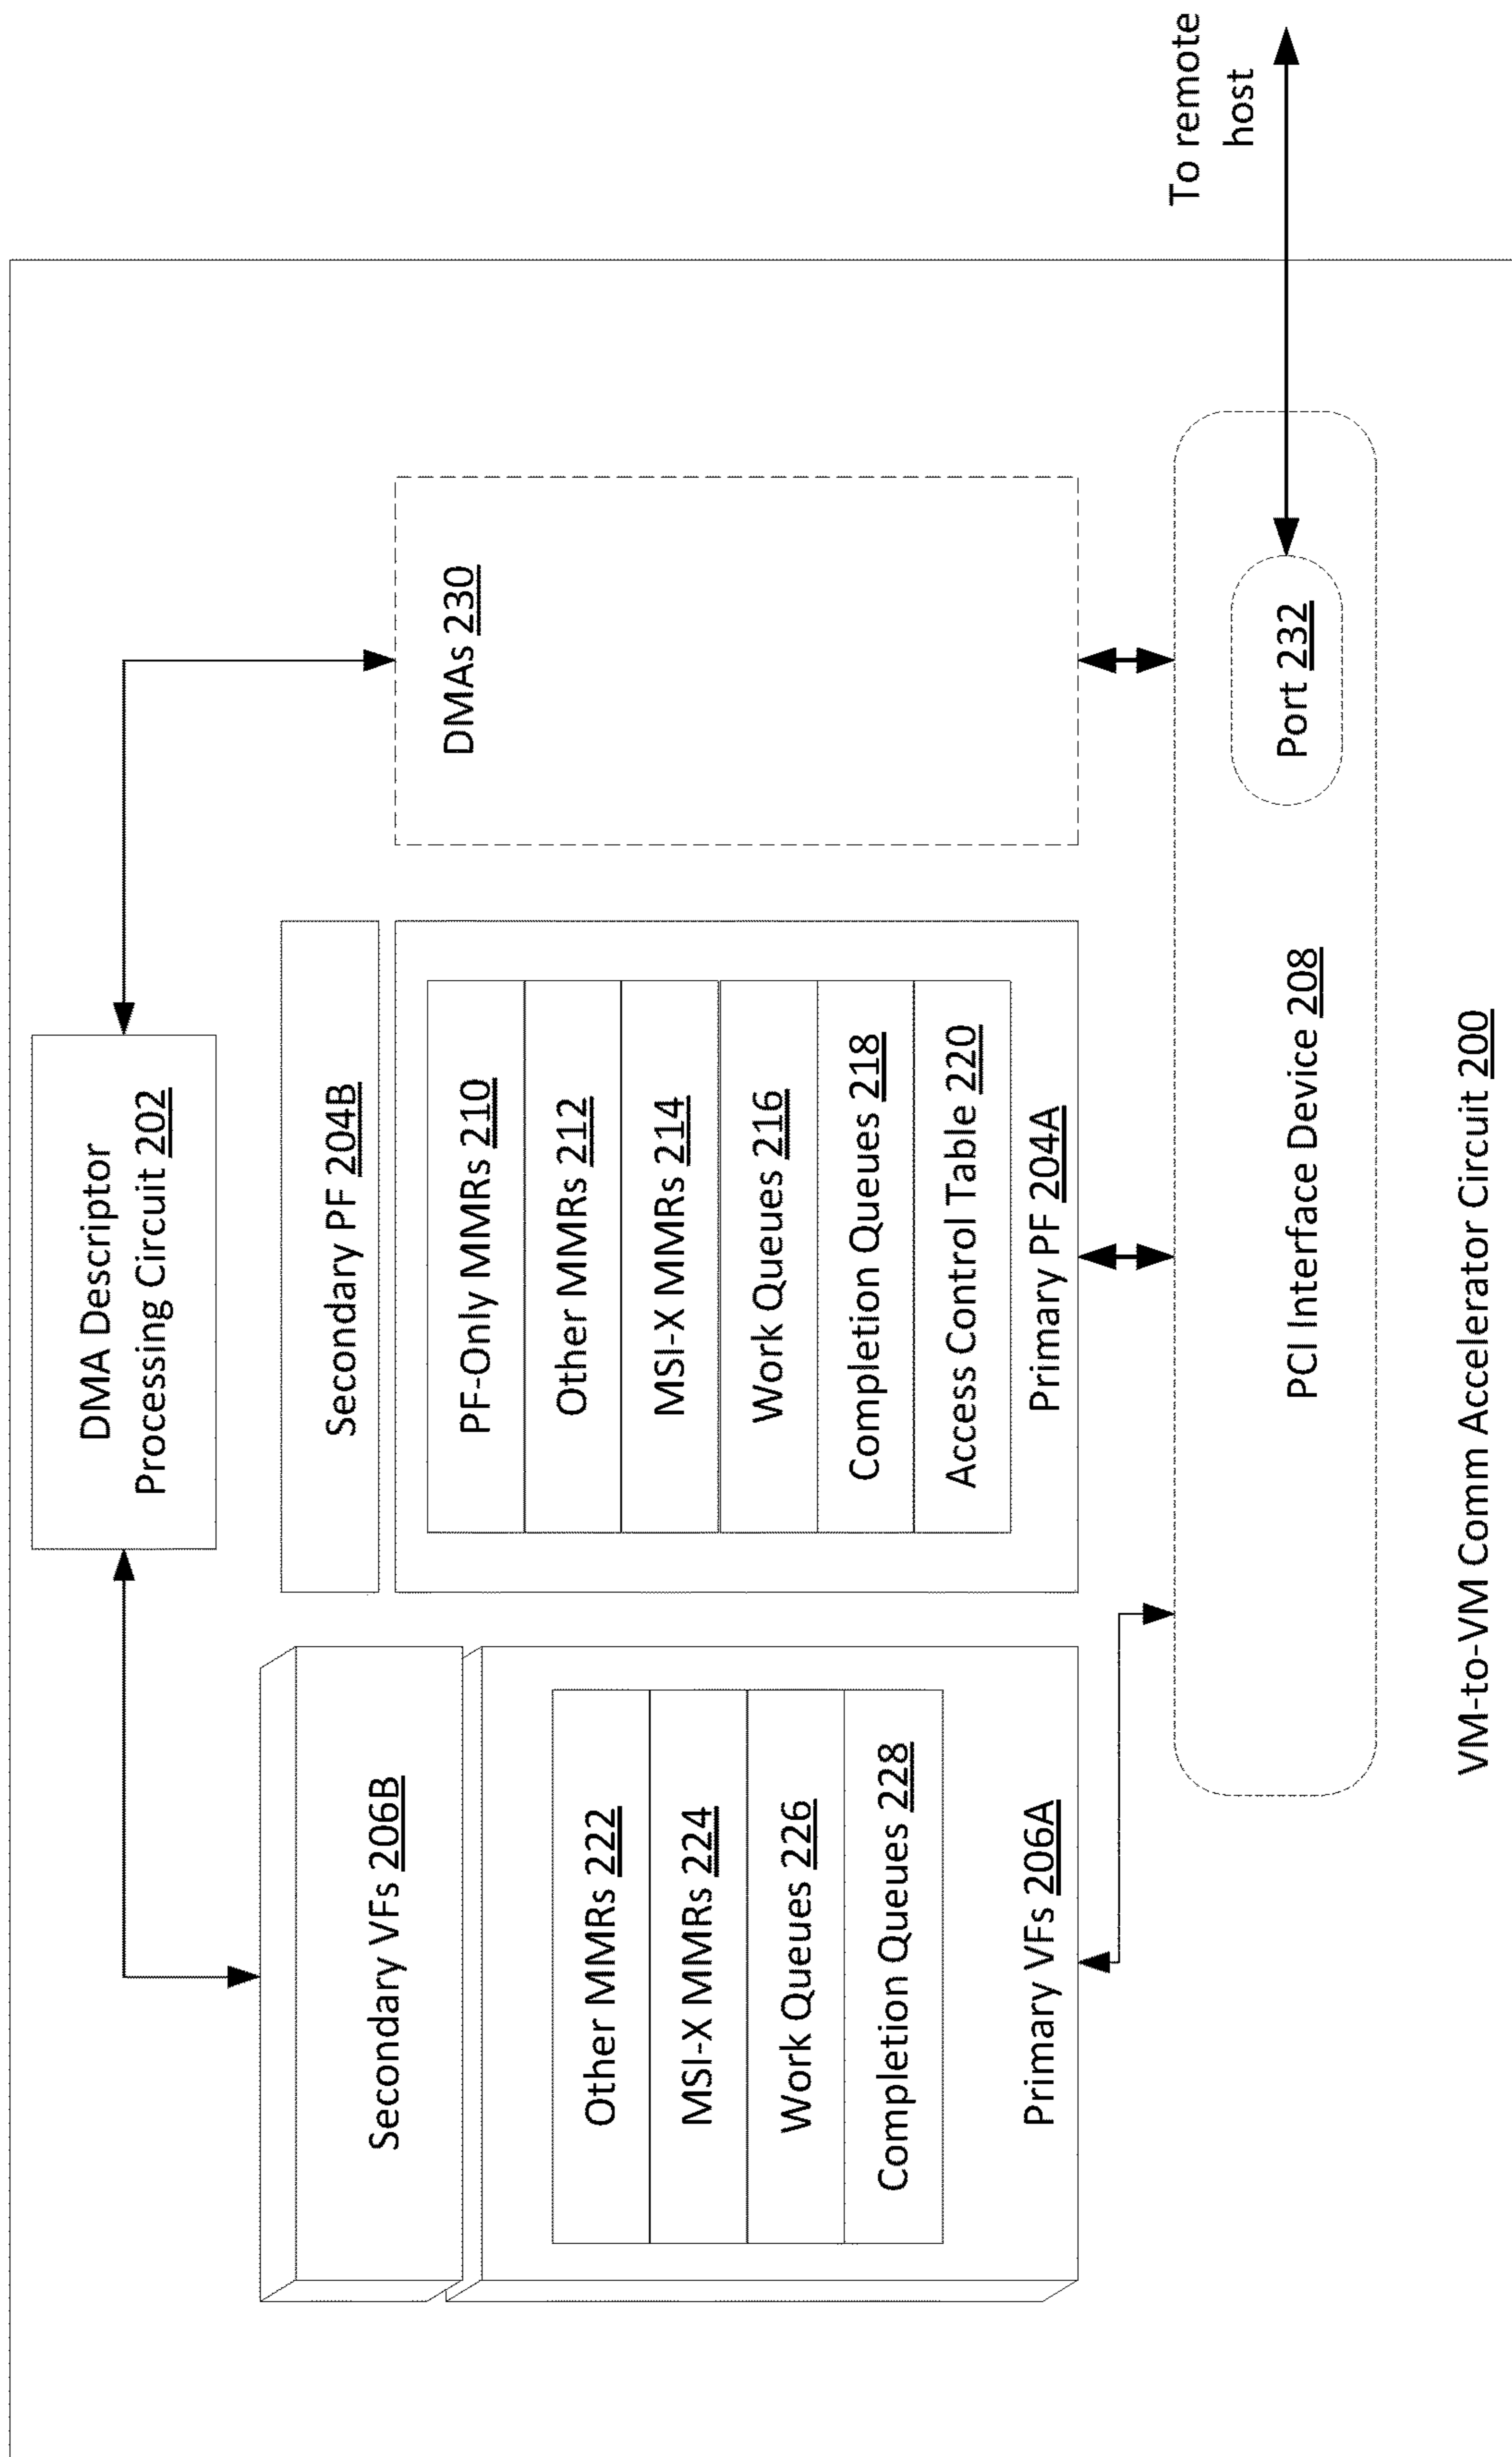 DMA Descriptor
Processing Circuit 202
Secondary VFs 206B
Other MMRs 222
MSI-X MMRs 224
Work Queues 226
Completion Queues 228
Primary VFs 206A
Secondary PF 204B
PF-Only MMRs 210
Other MMRs 212
MSI-X MMRs 214
Work Queues 216
Completion Queues 218
Access Control Table 220
Primary PF 204A
DMAs 230
PCI Interface Device 208
Port 232
To remote
host
VM-to-VM Comm Accelerator Circuit 200